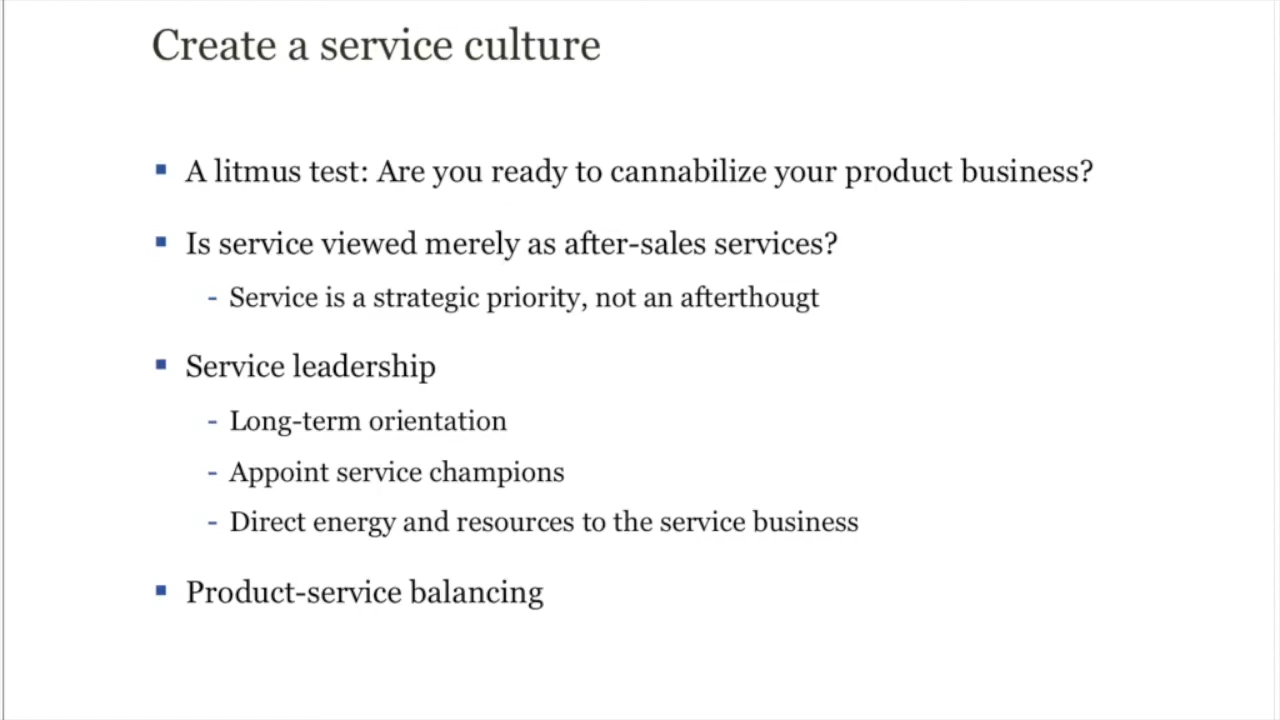 Create a service culture
▪ A litmus test: Are you ready to cannabilize your product business?
▪ Is service viewed merely as after-sales services?
- Service is a strategic priority, not an afterthougt
▪ Service leadership
- Long-term orientation
- Appoint service champions
- Direct energy and resources to the service business
▪ Product-service balancing